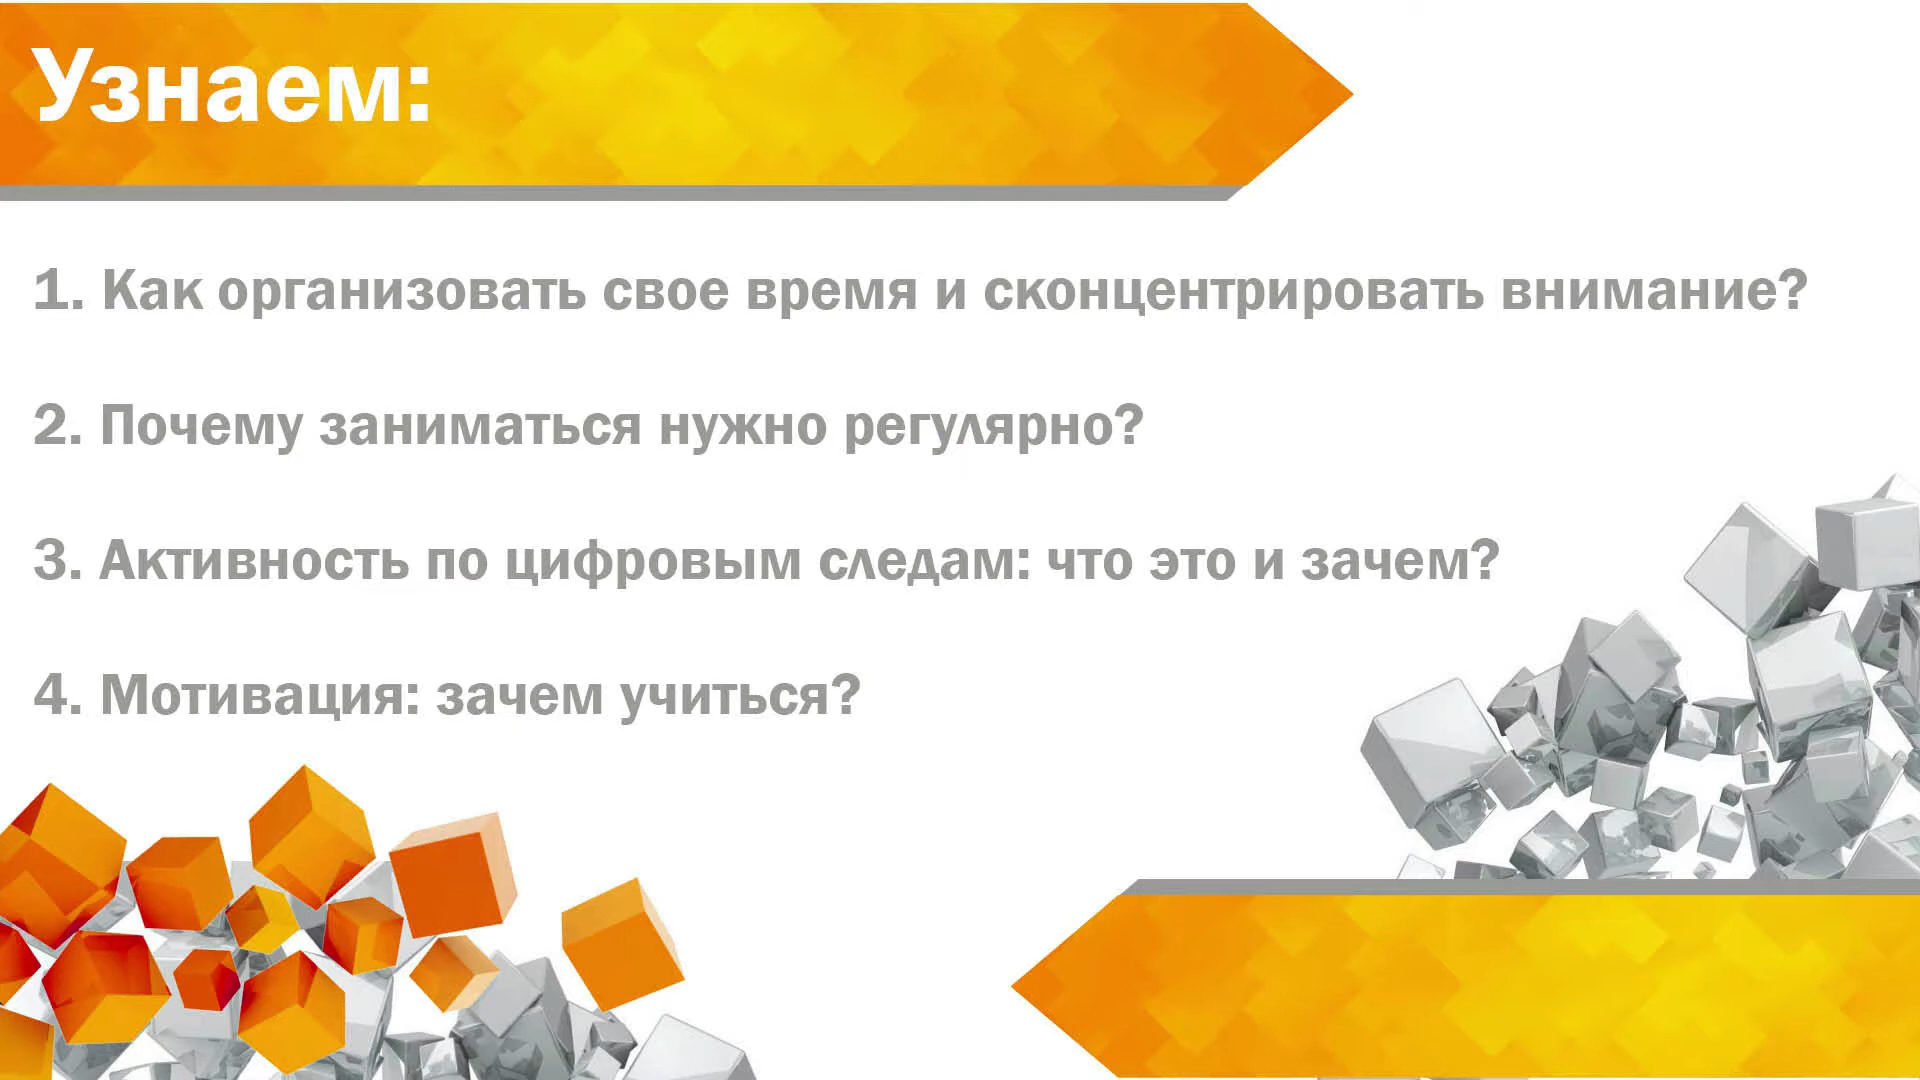 Узнаем:
1. Как организовать свое время и сконцентрировать внимание?
2. Почему заниматься нужно регулярно?
3. Активность по цифровым следам: что это и зачем?
4. Мотивация: зачем учиться?